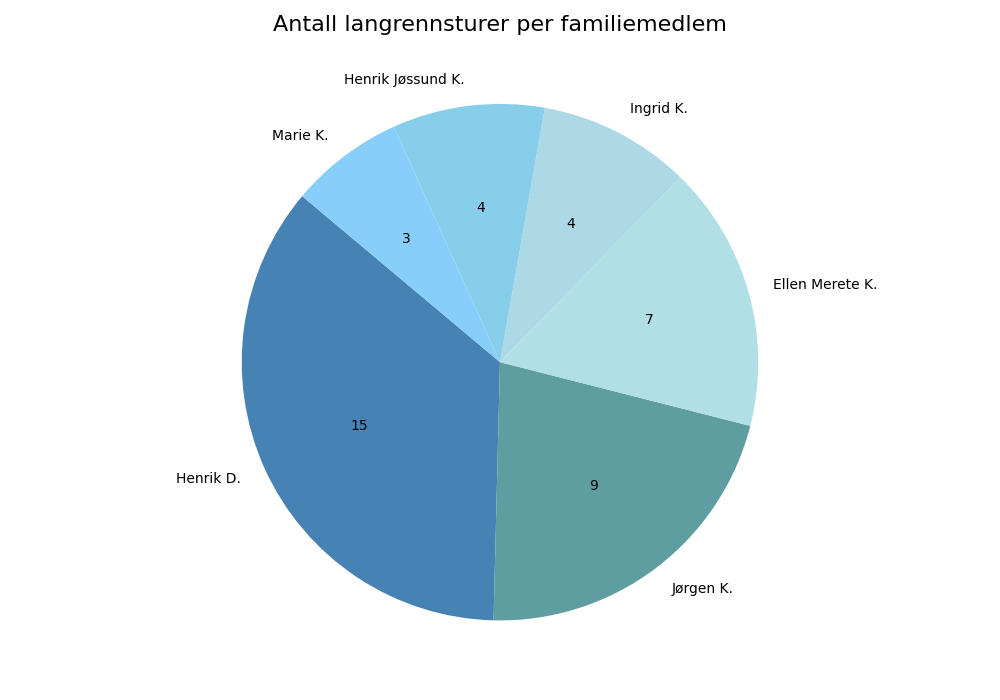 Antall langrennsturer per familiemedlem
Henrik Jøssund K.
Ingrid K.
Marie K.
4
4
3
Ellen Merete K.
7
15
Henrik D.
9
Jørgen K.